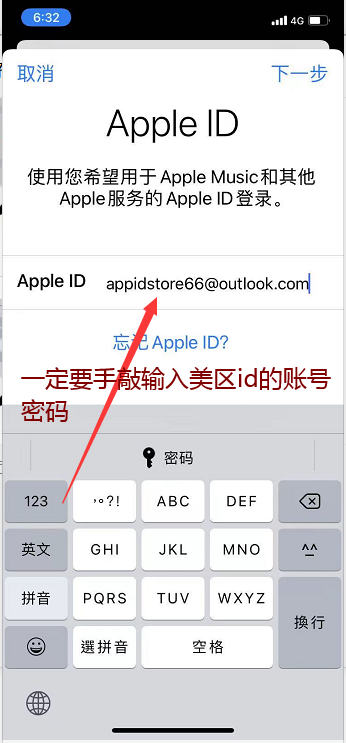 6:32
4G
取消
下一步
Apple ID
使用您希望用于 Apple Music 和其他
Apple 服务的 Apple ID 登录。
Apple ID appidstore66@outlook.com
忘记 Apple ID?
一定要手敲输入美区id的账号
密码
密码
123 ,。?! ABC DEF
英文 GHI JKL MNO ^^
拼音 PQRS TUV WXYZ
換行
選拼音 空格